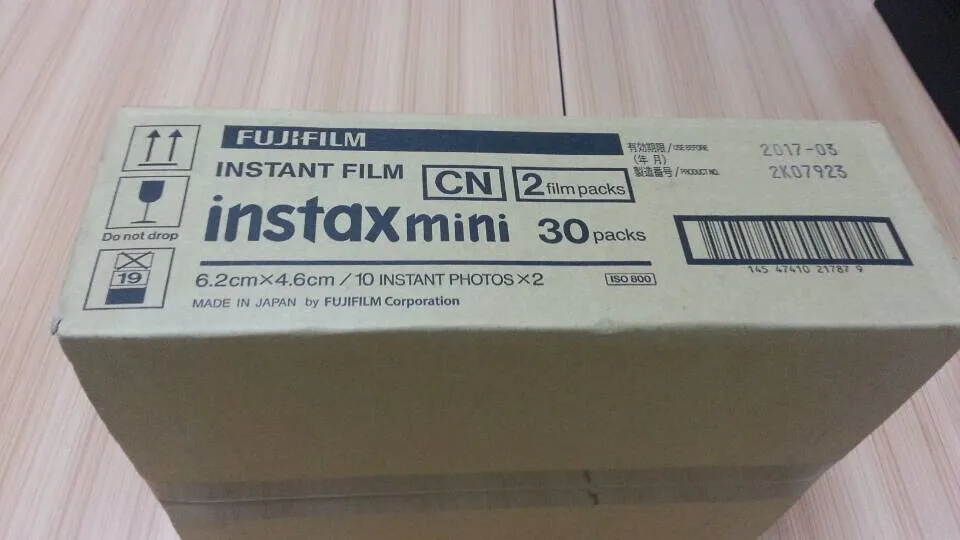 FUJIFILM
INSTANT FILM CN 2 film packs
instax mini 30 packs
6.2cm×4.6cm / 10 INSTANT PHOTOS×2 ISO 800
MADE IN JAPAN by FUJIFILM Corporation
Do not drop
19
有効期限 / USE BEFORE 2017-03
(年 月)
製造番号 / PRODUCT NO. 2K07923
145 47410 21787 9